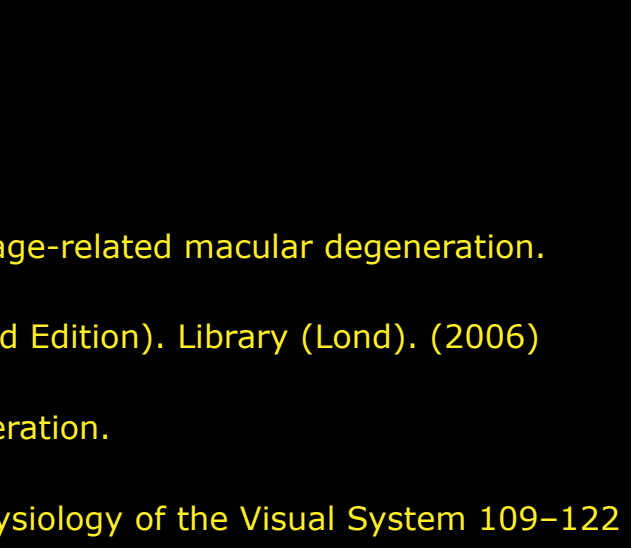 age-related macular degeneration.
d Edition). Library (Lond). (2006)
eration.
ysiology of the Visual System 109–122